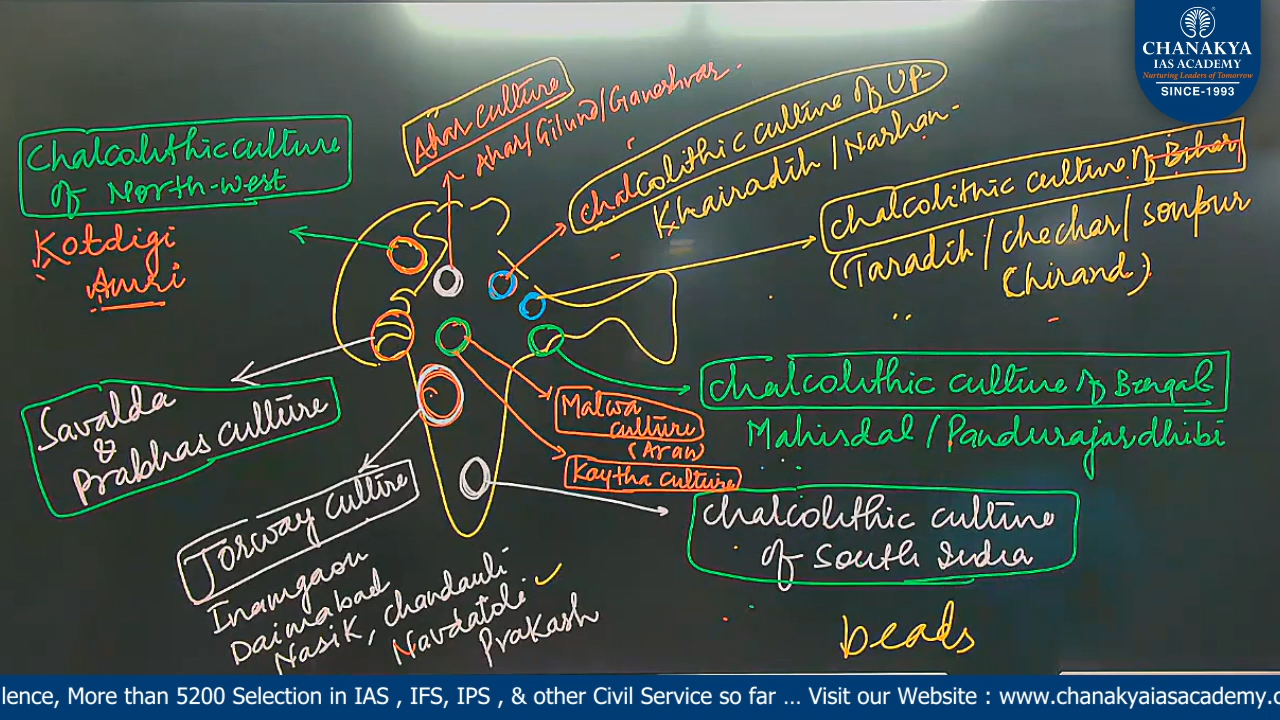 CHANAKYA
IAS ACADEMY
Nurturing Leaders of Tomorrow
SINCE-1993
Ahar culture
Ahar/Gilund/Ganeshvar
chalcolithic culture of UP
Khairadih / Narhan
Chalcolithic culture
of North-west
Kotdigi
Amri
chalcolithic culture of Bihar
(Taradih / chechar / sonpur
Chirand)
Savalda
&
Prabhas culture
Malwa
culture
(Aran)
Kaytha culture
chalcolithic culture of Bengal
Mahisdal / Pandurajardhibi
Jorway culture
Inamgaon
Daimabad
Nasik, Chandauli
Navdatoli
Prakash
chalcolithic culture
of South India
beads
lence, More than 5200 Selection in IAS , IFS, IPS , & other Civil Service so far ... Visit our Website : www.chanakyaiasacademy.c